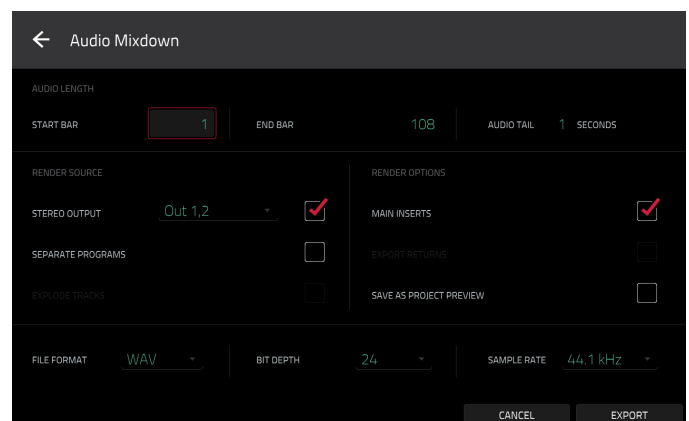 Audio Mixdown
AUDIO LENGTH
START BAR 1 END BAR 108 AUDIO TAIL 1 SECONDS
RENDER SOURCE RENDER OPTIONS
STEREO OUTPUT Out 1,2 MAIN INSERTS
SEPARATE PROGRAMS EXPORT RETURNS
EXPLODE TRACKS SAVE AS PROJECT PREVIEW
FILE FORMAT WAV BIT DEPTH 24 SAMPLE RATE 44.1 kHz
CANCEL EXPORT